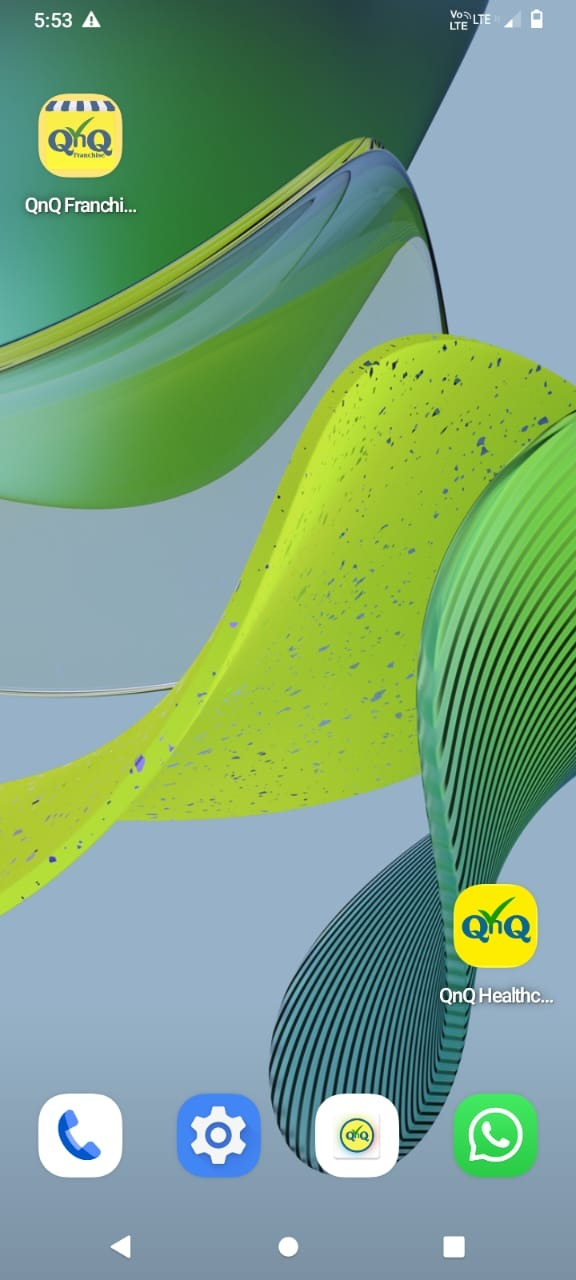 5:53
Vo
LTE
LTE
QnQ
Franchise
QnQ Franchi...
QnQ
QnQ Healthc...
QnQ